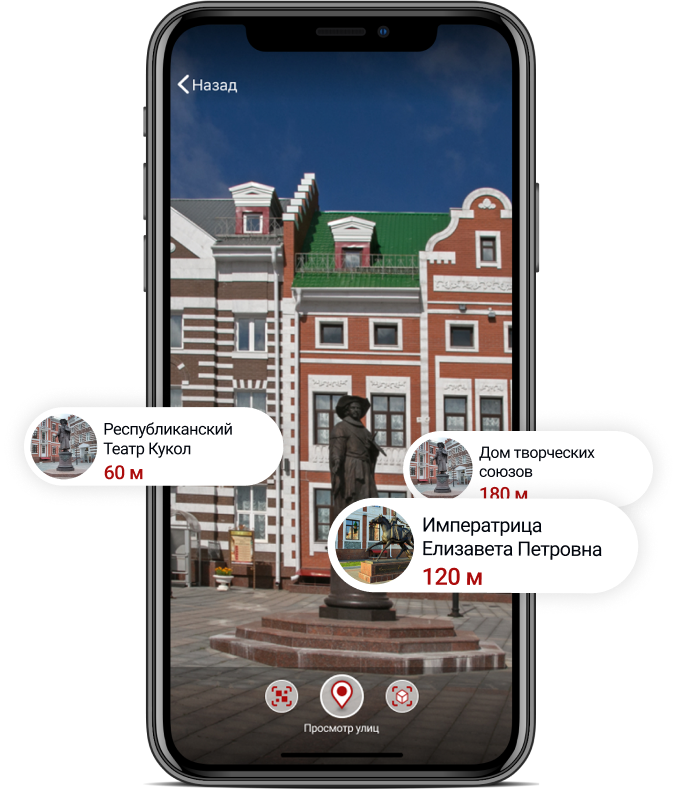 Назад
Республиканский
Театр Кукол
60 м
Дом творческих
союзов
180 м
Императрица
Елизавета Петровна
120 м
Просмотр улиц